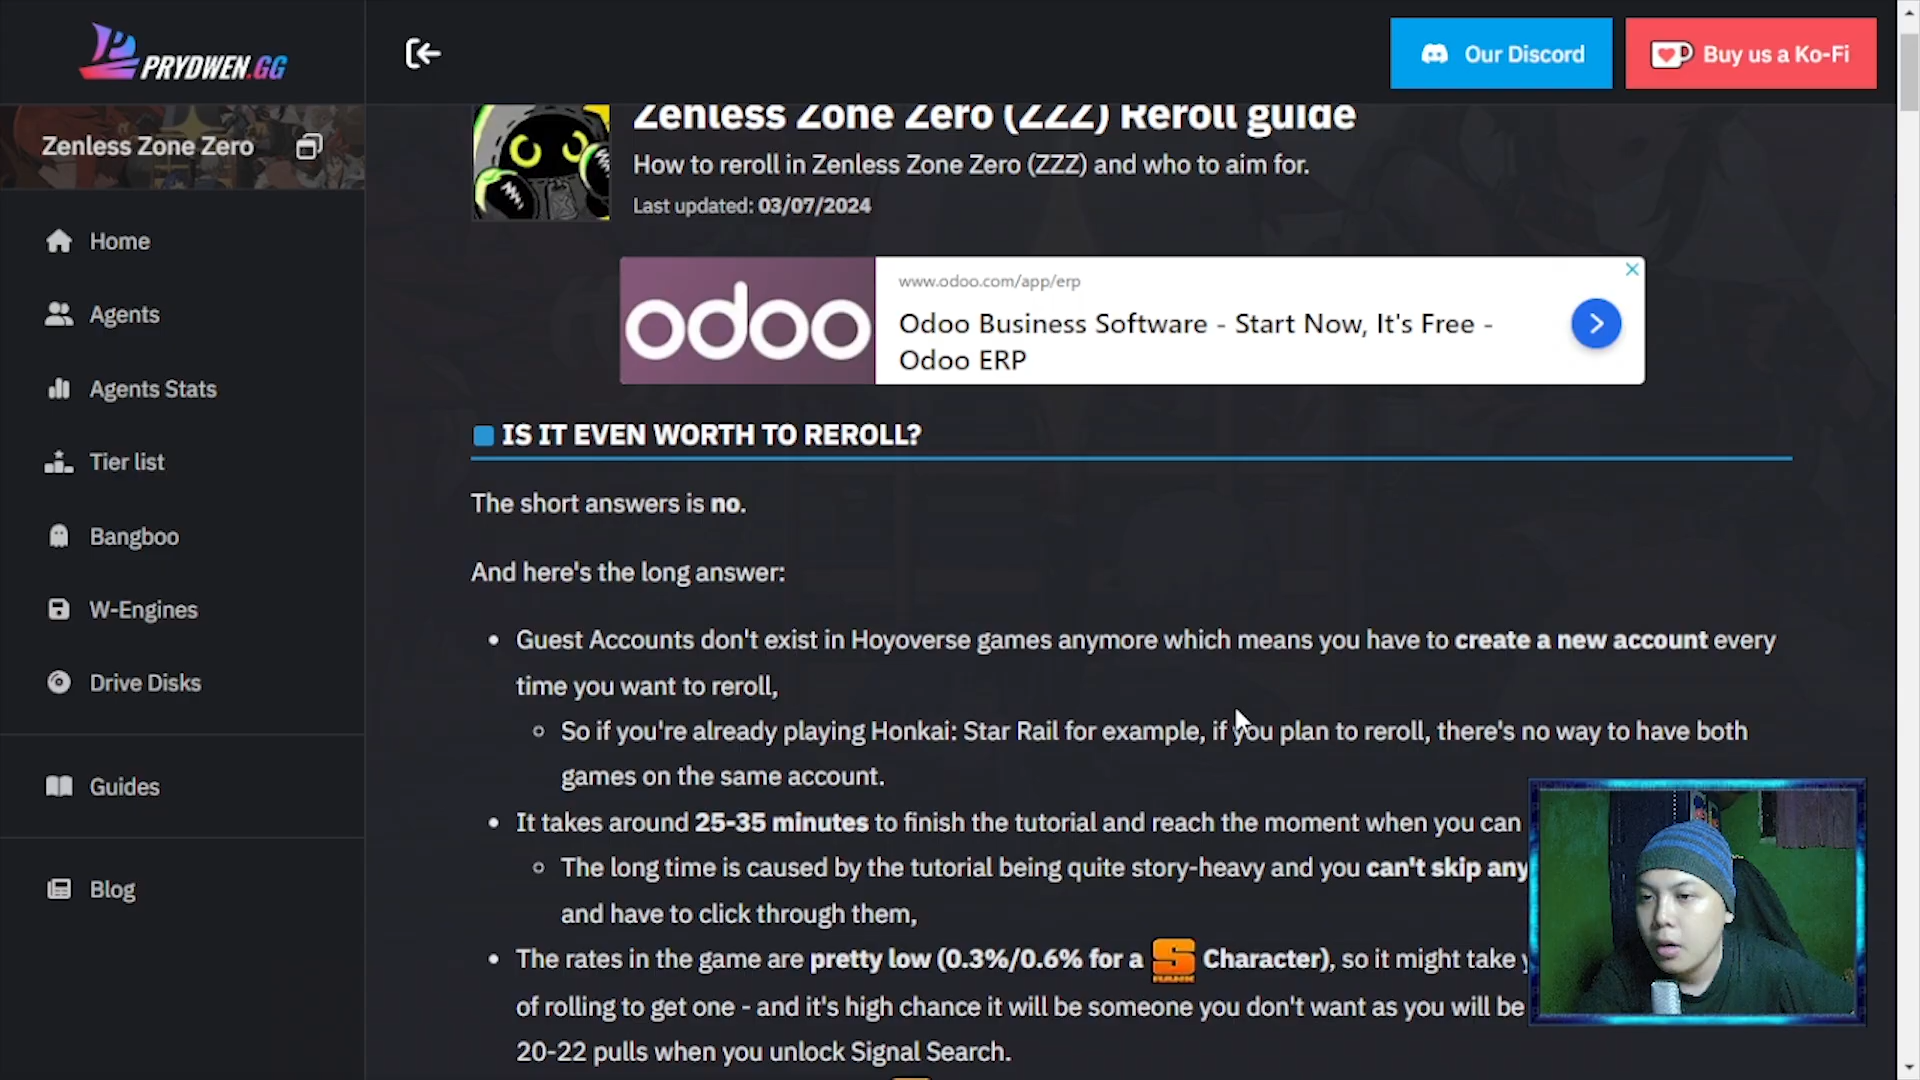 PRYDWEN.GG
Our Discord
Buy us a Ko-Fi
Zenless Zone Zero
Home
Agents
Agents Stats
Tier list
Bangboo
W-Engines
Drive Disks
Guides
Blog
Zenless Zone Zero (ZZZ) Reroll guide
How to reroll in Zenless Zone Zero (ZZZ) and who to aim for.
Last updated: 03/07/2024
odoo
www.odoo.com/app/erp
Odoo Business Software - Start Now, It's Free -
Odoo ERP
IS IT EVEN WORTH TO REROLL?
The short answers is no.
And here's the long answer:
Guest Accounts don't exist in Hoyoverse games anymore which means you have to create a new account every
time you want to reroll,
So if you're already playing Honkai: Star Rail for example, if you plan to reroll, there's no way to have both
games on the same account.
It takes around 25-35 minutes to finish the tutorial and reach the moment when you can
The long time is caused by the tutorial being quite story-heavy and you can't skip any
and have to click through them,
The rates in the game are pretty low (0.3%/0.6% for a S RANK Character), so it might take
of rolling to get one - and it's high chance it will be someone you don't want as you will be
20-22 pulls when you unlock Signal Search.